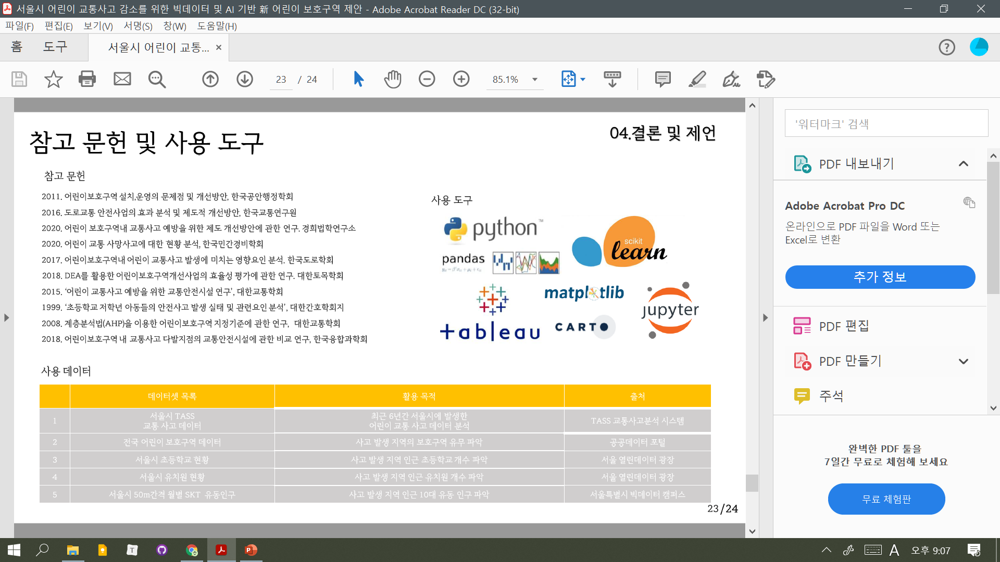 서울시 어린이 교통사고 감소를 위한 빅데이터 및 AI 기반 新 어린이 보호구역 제안 - Adobe Acrobat Reader DC (32-bit)
파일(F) 편집(E) 보기(V) 서명(S) 창(W) 도움말(H)
홈 도구 서울시 어린이 교통... ×
23 / 24 85.1%
참고 문헌 및 사용 도구
04.결론 및 제언
참고 문헌
2011. 어린이보호구역 설치,운영의 문제점 및 개선방안, 한국공안행정학회
2016. 도로교통 안전사업의 효과 분석 및 제도적 개선방안, 한국교통연구원
2020. 어린이 보호구역내 교통사고 예방을 위한 제도 개선방안에 관한 연구. 경희법학연구소
2020. 어린이 교통 사망사고에 대한 현황 분석, 한국민간경비학회
2017. 어린이보호구역내 어린이 교통사고 발생에 미치는 영향요인 분석. 한국도로학회
2018. DEA를 활용한 어린이보호구역개선사업의 효율성 평가에 관한 연구. 대한토목학회
2015. ‘어린이 교통사고 예방을 위한 교통안전시설 연구’, 대한교통학회
1999. ‘초등학교 저학년 아동들의 안전사고 발생 실태 및 관련요인 분석’, 대한간호학회지
2008. 계층분석법(AHP)을 이용한 어린이보호구역 지정기준에 관한 연구, 대한교통학회
2018. 어린이보호구역 내 교통사고 다발지점의 교통안전시설에 관한 비교 연구, 한국융합과학회
사용 도구
python™
scikit
learn
pandas
matplotlib
jupyter
+ableau
CARTO
사용 데이터
데이터셋 목록 활용 목적 출처
1 서울시 TASS 교통 사고 데이터 최근 6년간 서울시에 발생한 어린이 교통 사고 데이터 분석 TASS 교통사고분석 시스템
2 전국 어린이 보호구역 데이터 사고 발생 지역의 보호구역 유무 파악 공공데이터 포털
3 서울시 초등학교 현황 사고 발생 지역 인근 초등학교 개수 파악 서울 열린데이터 광장
4 서울시 유치원 현황 사고 발생 지역 인근 유치원 개수 파악 서울 열린데이터 광장
5 서울시 50m간격 월별 SKT 유동인구 사고 발생 지역 인근 10대 유동 인구 파악 서울특별시 빅데이터 캠퍼스
23/24
'워터마크' 검색
PDF 내보내기
Adobe Acrobat Pro DC
온라인으로 PDF 파일을 Word 또는
Excel로 변환
추가 정보
PDF 편집
PDF 만들기
주석
완벽한 PDF 툴을
7일간 무료로 체험해 보세요
무료 체험판
A 오후 9:07